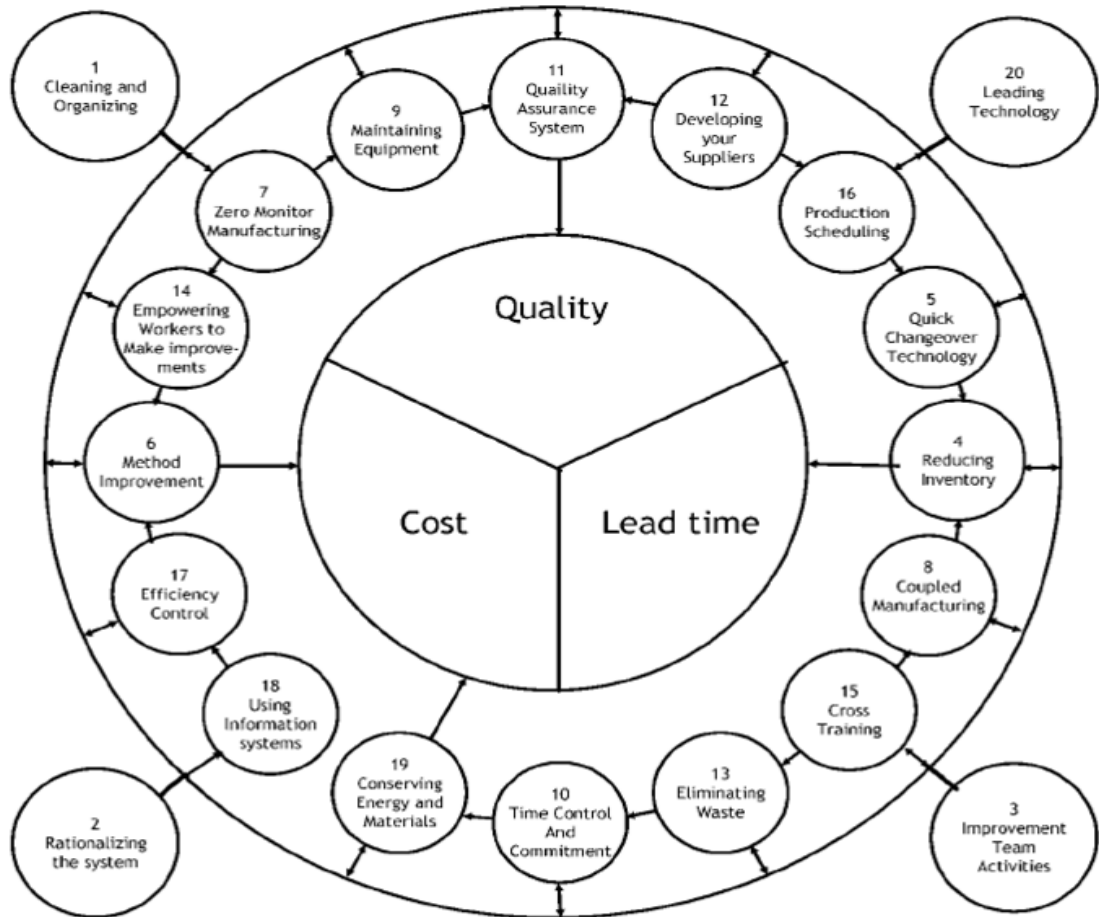 1
Cleaning and
Organizing
11
Quaility
Assurance
System
20
Leading
Technology
9
Maintaining
Equipment
12
Developing
your
Suppliers
7
Zero Monitor
Manufacturing
16
Production
Scheduling
14
Empowering
Workers to
Make improve-
ments
Quality
5
Quick
Changeover
Technology
6
Method
Improvement
4
Reducing
Inventory
Cost
Lead time
17
Efficiency
Control
8
Coupled
Manufacturing
18
Using
Information
systems
15
Cross
Training
19
Conserving
Energy and
Materials
10
Time Control
And
Commitment
13
Eliminating
Waste
2
Rationalizing
the system
3
Improvement
Team
Activities